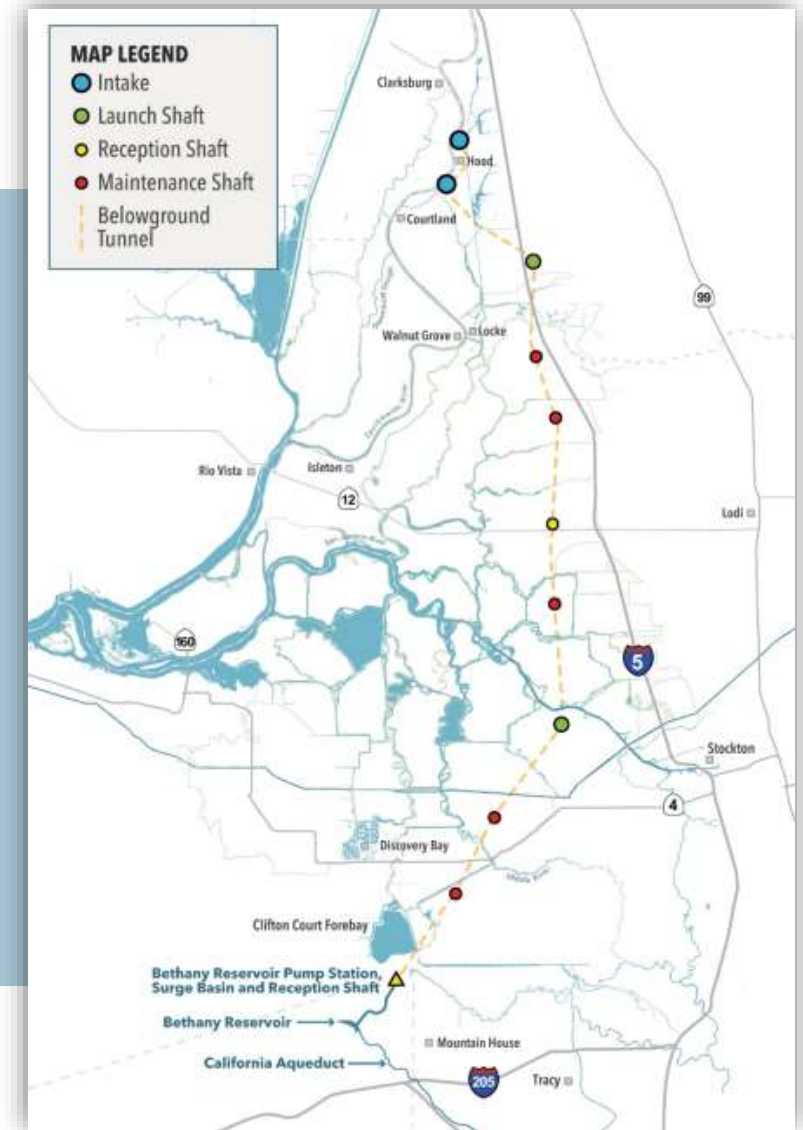 MAP LEGEND
Intake
Launch Shaft
Reception Shaft
Maintenance Shaft
Belowground
Tunnel
Clarksburg
Hood
Courtland
99
Walnut Grove
Locke
Rio Vista
Isleton
12
Lodi
160
5
Stockton
4
Discovery Bay
Middle River
Clifton Court Forebay
Bethany Reservoir Pump Station,
Surge Basin and Reception Shaft
Bethany Reservoir
Mountain House
California Aqueduct
205
Tracy